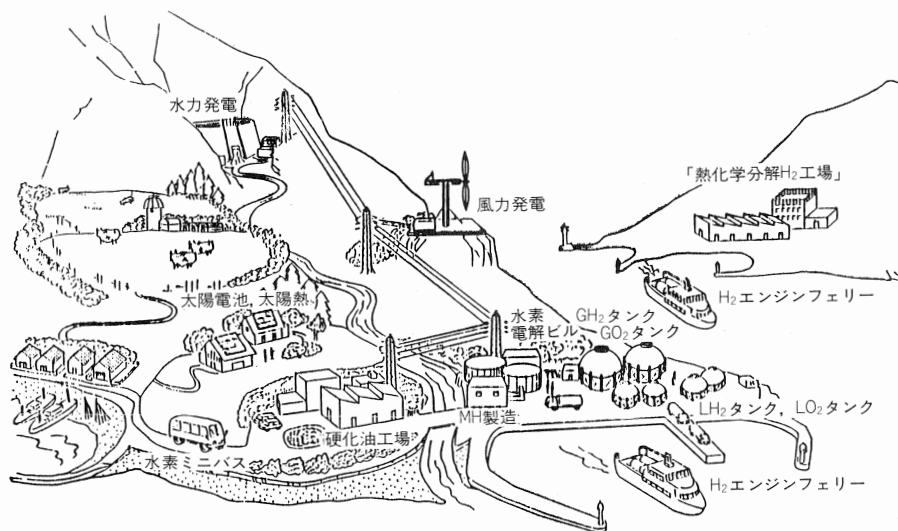 水力発電
「熱化学分解H₂工場」
風力発電
太陽電池,太陽熱
水素
電解ビル
GH₂タンク
GO₂タンク
H₂エンジンフェリー
MH製造
LH₂タンク,LO₂タンク
硬化油工場
水素ミニバス
H₂エンジンフェリー